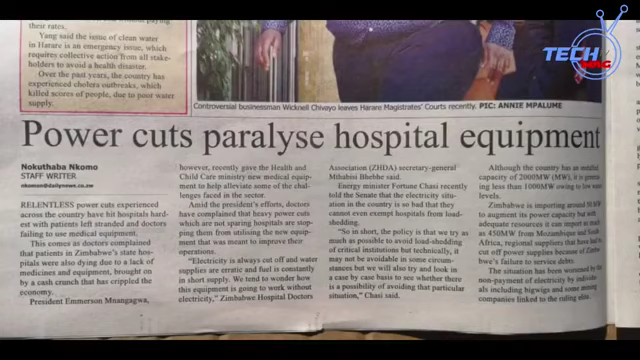 their rates.
Yang said the issue of clean water
in Harare is an emergency issue, which
requires collective action from all stake-
holders to avoid a health disaster.
Over the past years, the country has
experienced cholera outbreaks, which
killed scores of people, due to poor water
supply.
TECH
MAG
Controversial businessman Wicknell Chivayo leaves Harare Magistrates' Courts recently. PIC: ANNIE MPALUME
Power cuts paralyse hospital equipment
Nokuthaba Nkomo
STAFF WRITER
nkomon@dailynews.co.zw
RELENTLESS power cuts experienced
across the country have hit hospitals hard-
est with patients left stranded and doctors
failing to use medical equipment.
This comes as doctors complained
that patients in Zimbabwe's state hos-
pitals were also dying due to a lack of
medicines and equipment, brought on
by a cash crunch that has crippled the
economy.
President Emmerson Mnangagwa,
however, recently gave the Health and
Child Care ministry new medical equip-
ment to help alleviate some of the chal-
lenges faced in the sector.
Amid the president's efforts, doctors
have complained that heavy power cuts
which are not sparing hospitals are stop-
ping them from utilising the new equip-
ment that was meant to improve their
operations.
"Electricity is always cut off and water
supplies are erratic and fuel is constantly
in short supply. We tend to wonder how
this equipment is going to work without
electricity," Zimbabwe Hospital Doctors
Association (ZHDA) secretary-general
Mthabisi Bhebhe said.
Energy minister Fortune Chasi recently
told the Senate that the electricity situ-
ation in the country is so bad that they
cannot even exempt hospitals from load-
shedding.
"So in short, the policy is that we try as
much as possible to avoid load-shedding
of critical institutions but technically, it
may not be avoidable in some circum-
stances but we will also try and look in
a case by case basis to see whether there
is a possibility of avoiding that particular
situation," Chasi said.
Although the country has an installed
capacity of 2000MW (MW), it is generat-
ing less than 1000MW owing to low water
levels.
Zimbabwe is importing around 50 MW
to augment its power capacity but with
adequate resources it can import as much
as 450MW from Mozambique and South
Africa, regional suppliers that have had to
cut off power supplies because of Zimba-
bwe's failure to service debts.
The situation has been worsened by the
non-payment of electricity by individu-
als including bigwigs and some mining
companies linked to the ruling elite.